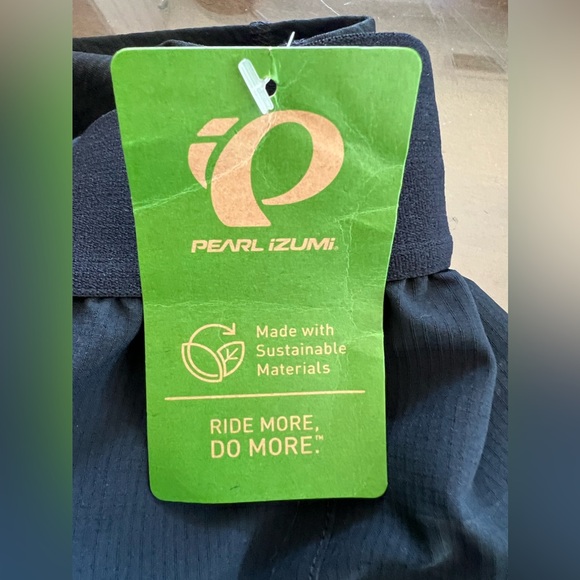 PEARL iZUMi®
Made with
Sustainable
Materials
RIDE MORE,
DO MORE.™